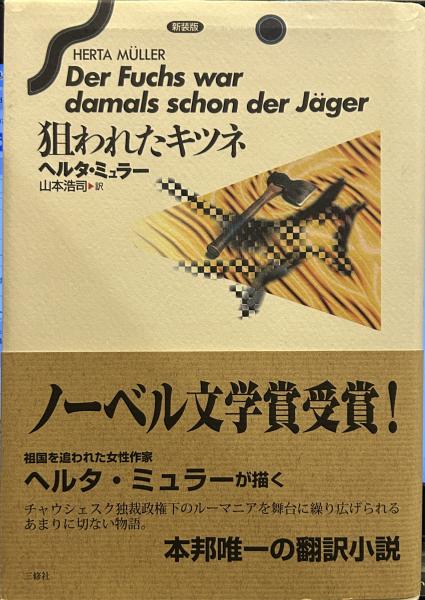 新装版
HERTA MÜLLER
Der Fuchs war
damals schon der Jäger
狙われたキツネ
ヘルタ・ミュラー
山本浩司▶訳
ノーベル文学賞受賞!
祖国を追われた女性作家
ヘルタ・ミュラーが描く
チャウシェスク独裁政権下のルーマニアを舞台に繰り広げられる
あまりに切ない物語。
本邦唯一の翻訳小説
三修社